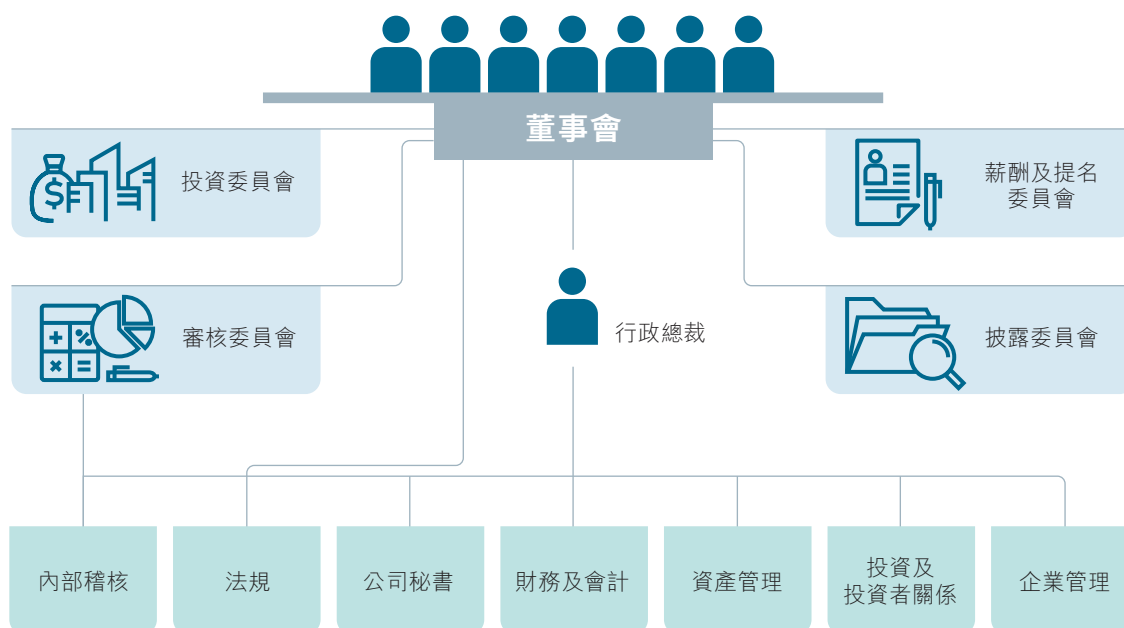 董事會
投資委員會
薪酬及提名
委員會
審核委員會
行政總裁
披露委員會
內部稽核
法規
公司秘書
財務及會計
資產管理
投資及
投資者關係
企業管理